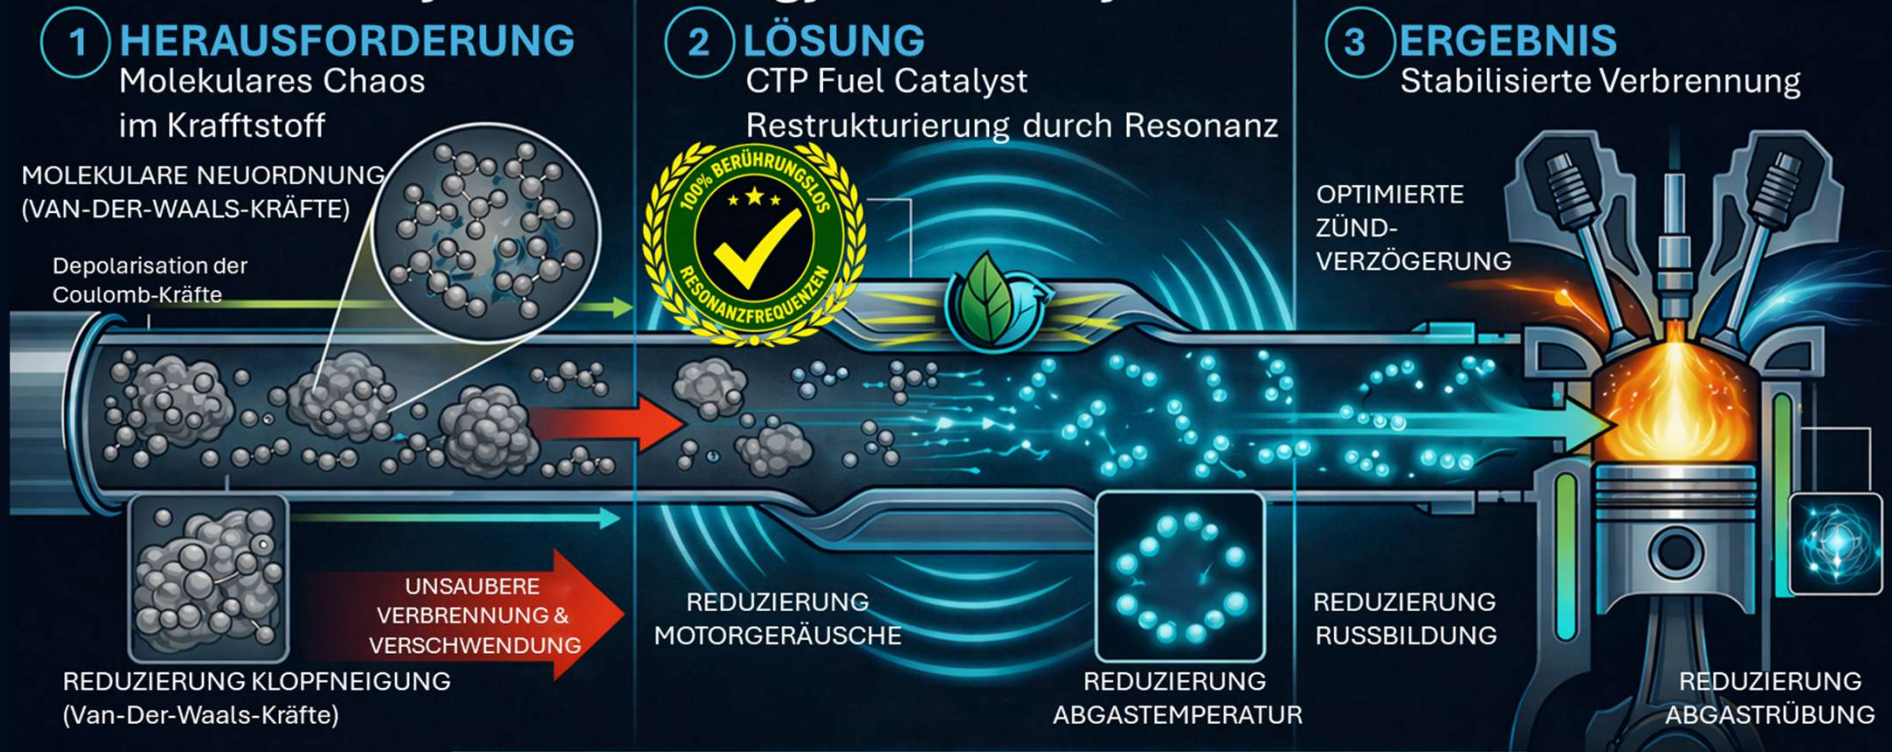 1 HERAUSFORDERUNG
Molekulares Chaos
im Krafftstoff
MOLEKULARE NEUORDNUNG
(VAN-DER-WAALS-KRÄFTE)
Depolarisation der
Coulomb-Kräfte
UNSAUBERE
VERBRENNUNG &
VERSCHWENDUNG
REDUZIERUNG KLOPFNEIGUNG
(Van-Der-Waals-Kräfte)
2 LÖSUNG
CTP Fuel Catalyst
Restrukturierung durch Resonanz
100% BERÜHRUNGSLOS
RESONANZFREQUENZEN
REDUZIERUNG
MOTORGERÄUSCHE
REDUZIERUNG
ABGASTEMPERATUR
3 ERGEBNIS
Stabilisierte Verbrennung
OPTIMIERTE
ZÜND-
VERZÖGERUNG
REDUZIERUNG
RUSSBILDUNG
REDUZIERUNG
ABGASTRÜBUNG